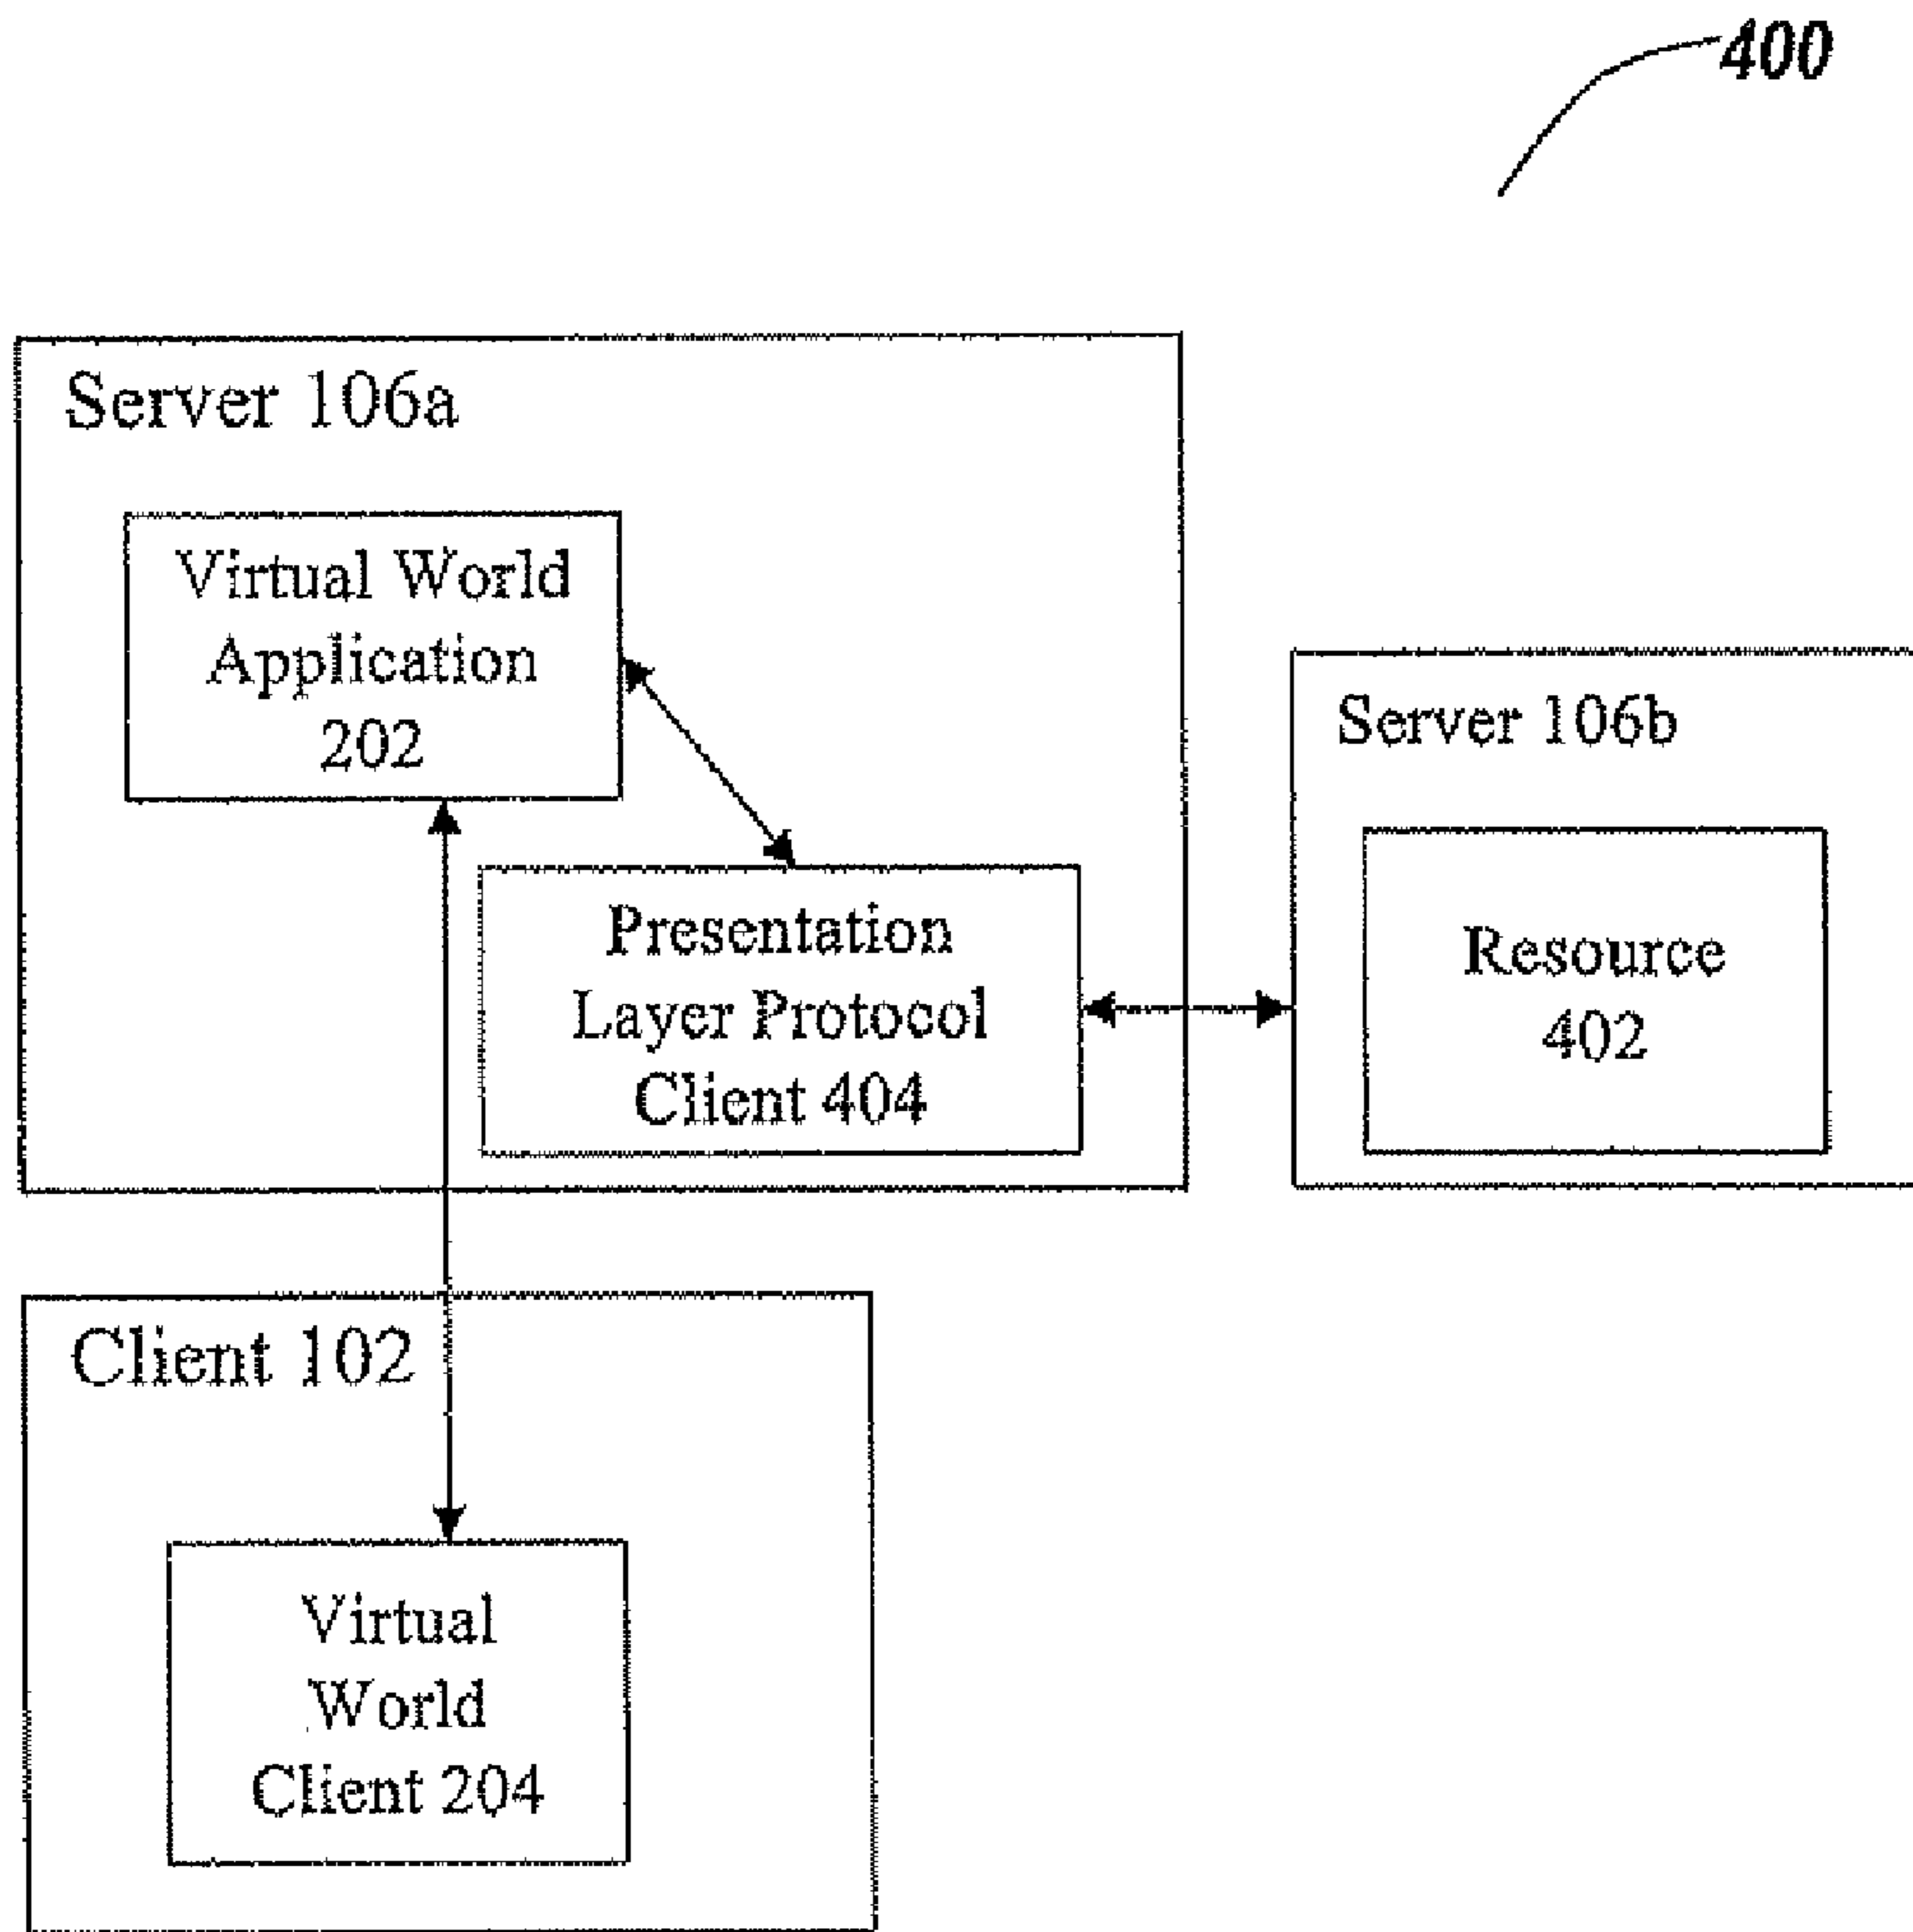 400
Server 106a
Virtual World
Application
202
Presentation
Layer Protocol
Client 404
Server 106b
Resource
402
Client 102
Virtual
World
Client 204